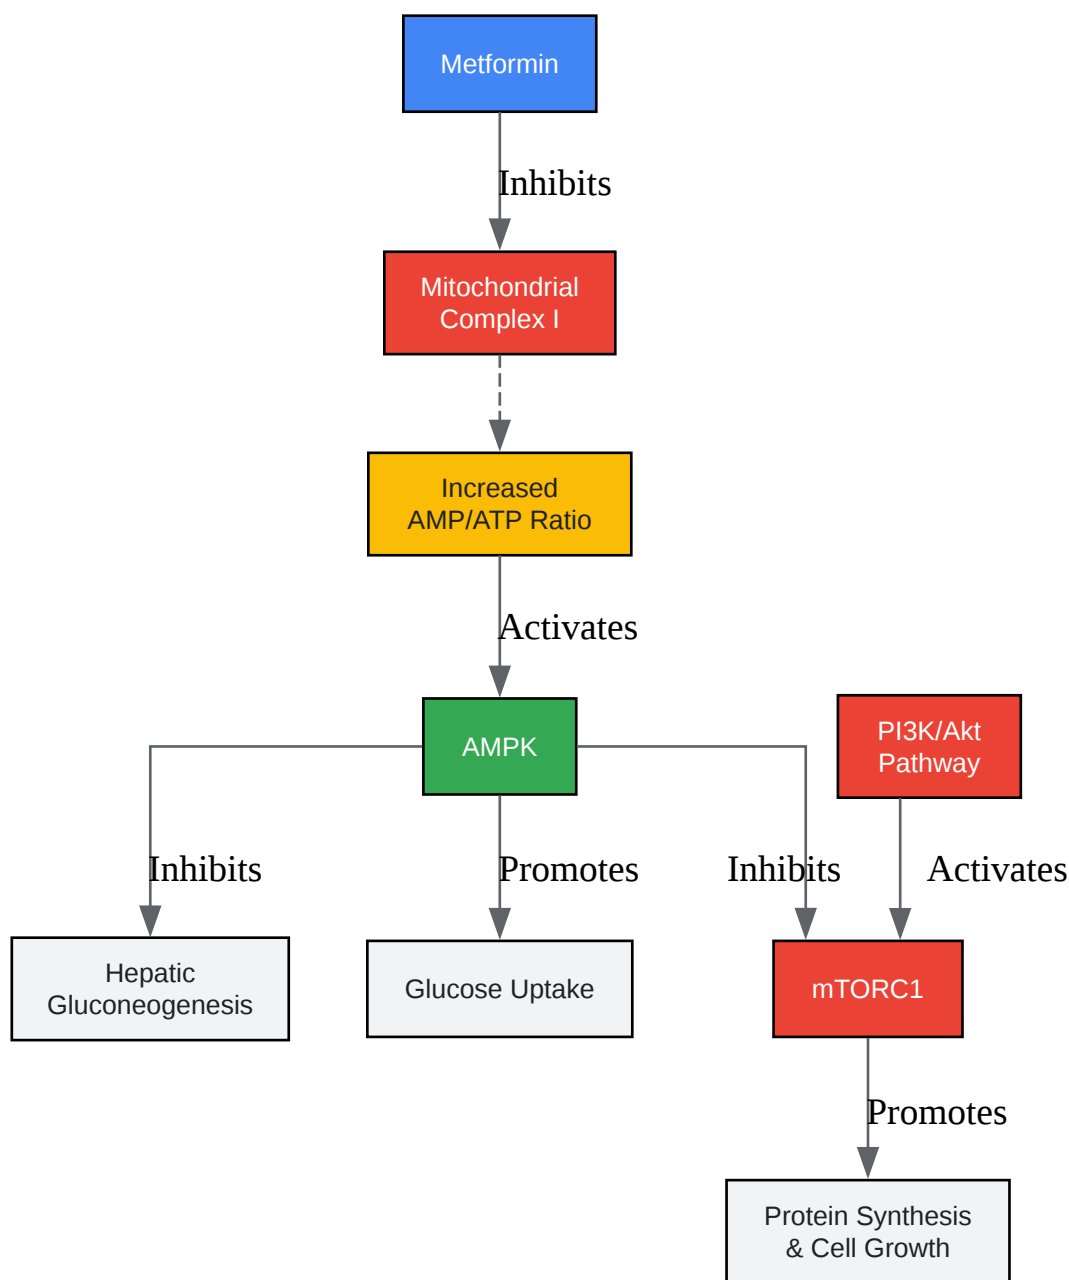 Metformin
Inhibits
Mitochondrial
Complex I
Increased
AMP/ATP Ratio
Activates
AMPK
PI3K/Akt
Pathway
Inhibits
Promotes
Inhibits
Activates
Hepatic
Gluconeogenesis
Glucose Uptake
mTORC1
Promotes
Protein Synthesis
& Cell Growth